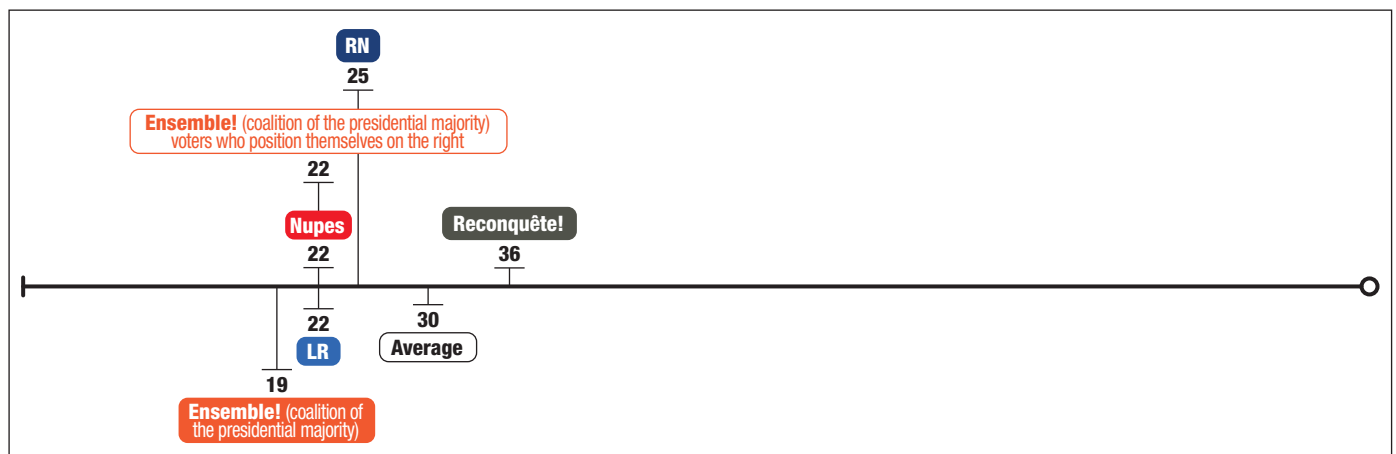 RN
25
Ensemble! (coalition of the presidential majority)
voters who position themselves on the right
22
Nupes
22
Reconquête!
36
22
LR
30
Average
19
Ensemble! (coalition of
the presidential majority)